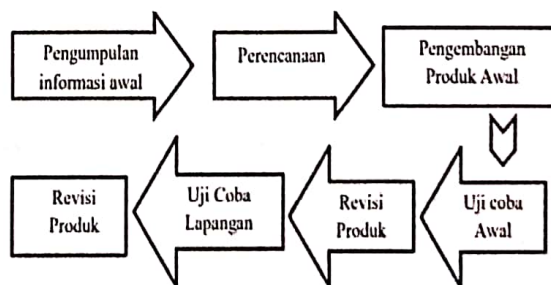 Pengumpulan
informasi awal
Perencanaan
Pengembangan
Produk Awal
Uji coba
Awal
Revisi
Produk
Uji Coba
Lapangan
Revisi
Produk